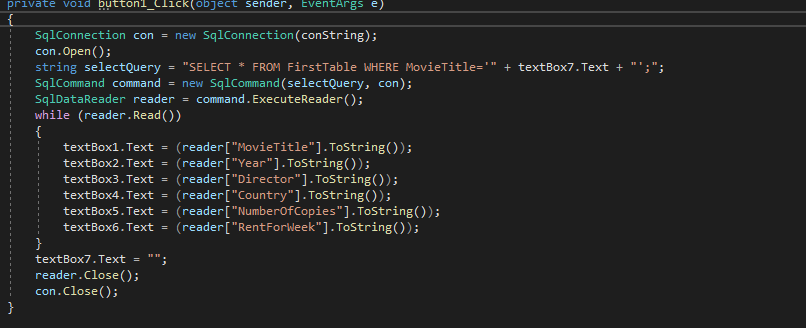 private void button1_Click(object sender, EventArgs e)
{
SqlConnection con = new SqlConnection(conString);
con.Open();
string selectQuery = "SELECT * FROM FirstTable WHERE MovieTitle='" + textBox7.Text + "';";
SqlCommand command = new SqlCommand(selectQuery, con);
SqlDataReader reader = command.ExecuteReader();
while (reader.Read())
{
textBox1.Text = (reader["MovieTitle"].ToString());
textBox2.Text = (reader["Year"].ToString());
textBox3.Text = (reader["Director"].ToString());
textBox4.Text = (reader["Country"].ToString());
textBox5.Text = (reader["NumberOfCopies"].ToString());
textBox6.Text = (reader["RentForWeek"].ToString());
}
textBox7.Text = "";
reader.Close();
con.Close();
}